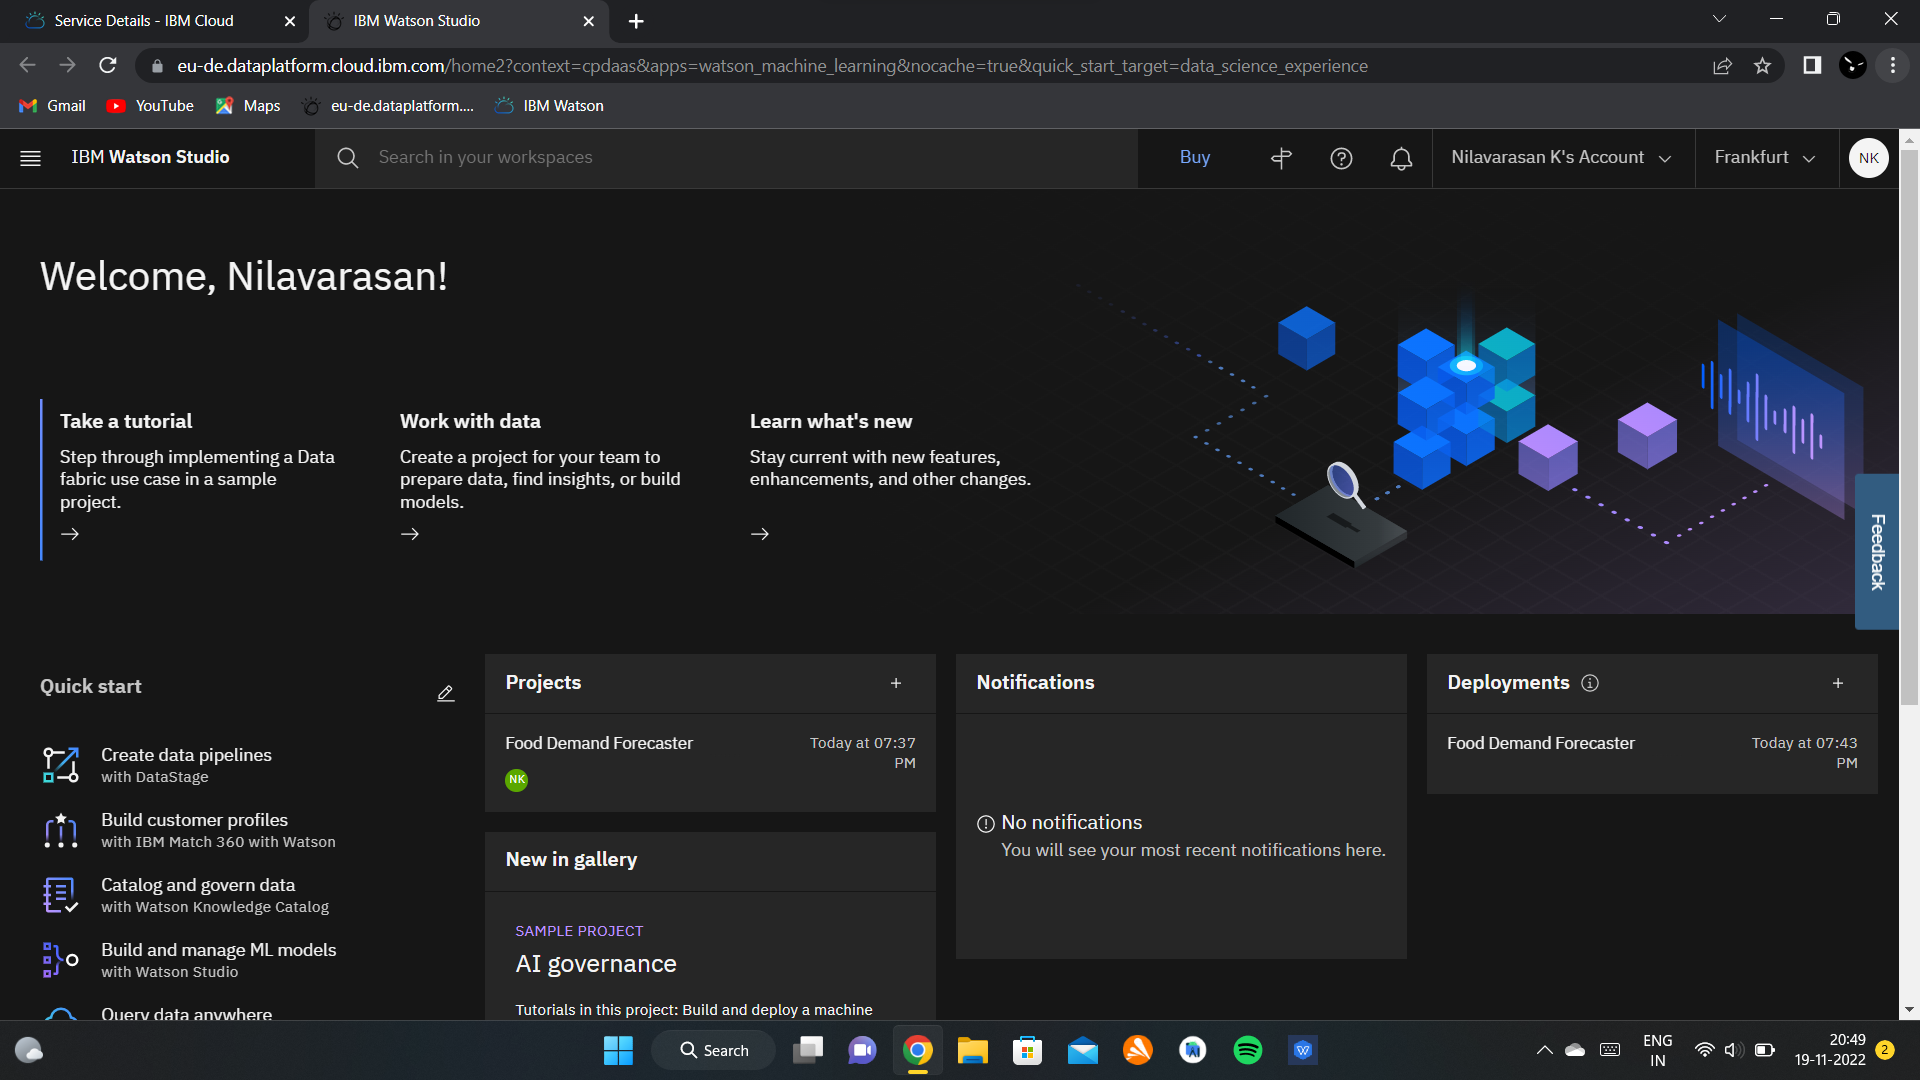 Service Details - IBM Cloud
IBM Watson Studio
eu-de.dataplatform.cloud.ibm.com/home2?context=cpdaas&apps=watson_machine_learning&nocache=true&quick_start_target=data_science_experience
Gmail
YouTube
Maps
eu-de.dataplatform....
IBM Watson
IBM Watson Studio
Search in your workspaces
Buy
Nilavarasan K's Account
Frankfurt
NK
Welcome, Nilavarasan!
Take a tutorial
Step through implementing a Data
fabric use case in a sample
project.
Work with data
Create a project for your team to
prepare data, find insights, or build
models.
Learn what's new
Stay current with new features,
enhancements, and other changes.
Feedback
Quick start
Create data pipelines
with DataStage
Build customer profiles
with IBM Match 360 with Watson
Catalog and govern data
with Watson Knowledge Catalog
Build and manage ML models
with Watson Studio
Query data anywhere
Projects
Food Demand Forecaster
Today at 07:37
PM
NK
New in gallery
SAMPLE PROJECT
AI governance
Tutorials in this project: Build and deploy a machine
Notifications
No notifications
You will see your most recent notifications here.
Deployments
Food Demand Forecaster
Today at 07:43
PM
Search
ENG
IN
20:49
19-11-2022
2